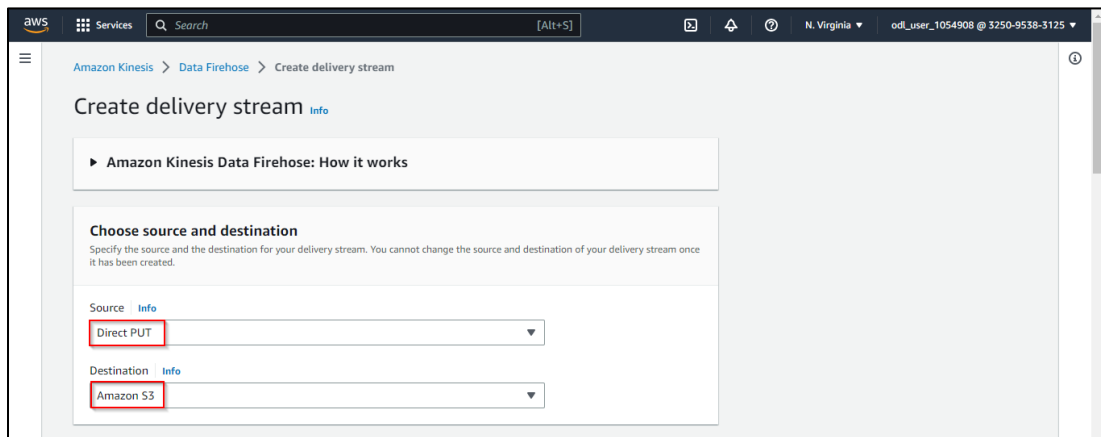 aws
Services
Search
[Alt+S]
N. Virginia
odl_user_1054908 @ 3250-9538-3125
Amazon Kinesis > Data Firehose > Create delivery stream
Create delivery stream Info
Amazon Kinesis Data Firehose: How it works
Choose source and destination
Specify the source and the destination for your delivery stream. You cannot change the source and destination of your delivery stream once
it has been created.
Source Info
Direct PUT
Destination Info
Amazon S3